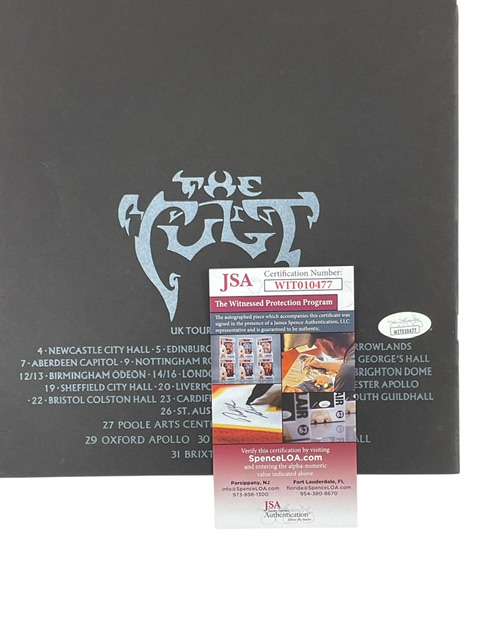 THE
CULT
UK TOUR
4 • NEWCASTLE CITY HALL • 5 • EDINBUR
ROWLANDS
7 • ABERDEEN CAPITOL • 9 • NOTTINGHAM RO
GEORGE'S HALL
12/13 • BIRMINGHAM ODEON • 14/16 • LONDO
BRIGHTON DOME
19 • SHEFFIELD CITY HALL • 20 • LIVERPO
ESTER APOLLO
22 • BRISTOL COLSTON HALL 23 • CARDIF
OUTH GUILDHALL
26 • ST. AUST
27 POOLE ARTS CENT
29 OXFORD APOLLO 30
ALL
31 BRIXT
JSA
Certification Number:
WIT010477
The Witnessed Protection Program
The autographed piece which accompanies this certificate was
signed in the presence of a James Spence Authentication, LLC
representative and is guaranteed to be authentic.
LAIR
Verify this certification by visiting
SpenceLOA.com
and entering the alpha-numeric
value indicated above.
Parsippany, NJ
info@SpenceLOA.com
973-898-1300
Fort Lauderdale, FL
florida@SpenceLOA.com
954-380-8670
JSA
Authentication
WIT010477